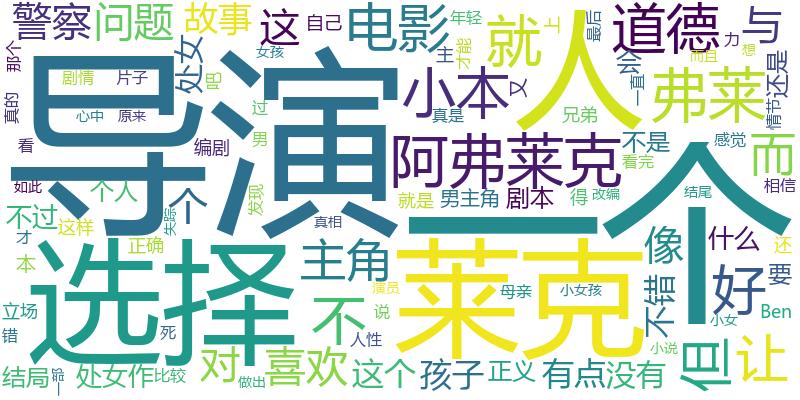 警察 问题 故事 这 自己 电影 年轻 上 最后 道德 与
那个 处女 女孩 就 人 力 想
剧情 片子 吧 主 才能 会 而且 还是
真的 导演 小本 又 一直 弗莱 情节
心中 原来 过 真是 兄弟
看 编剧 男 阿弗莱克 不是 感觉 而
如此 个人 个 发现 就是 男主角 剧本 得 改编 看完 相信
不过 这样 失踪 真相 一个 结尾
才 正确 主角 莱克 像 什么 还
本 选择 演员 母亲 小女孩 不错 好 要
立场 不 说 Ben
错 死 人性 小女
结局 处女作 比较 对 喜欢 这个 孩子 正义 有点 没有 小说 但 让
做出